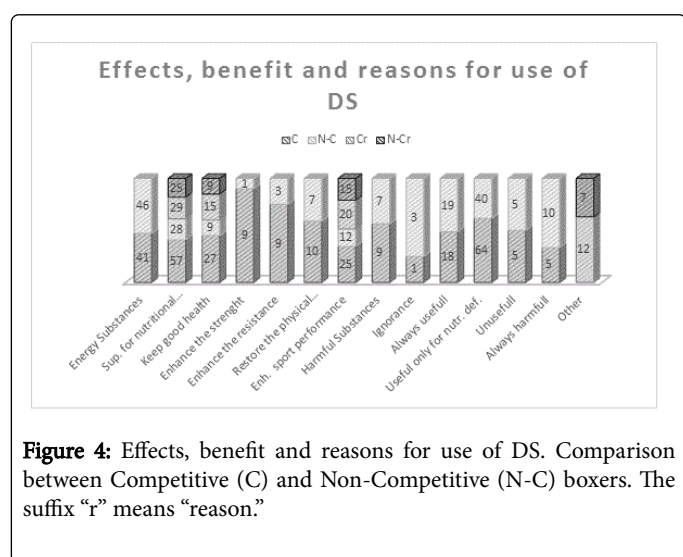 Effects, benefit and reasons for use of
DS
C N-C Cr N-Cr
25 9 1 3 7 15 7 3 19 40 5 10 7
46 29 15 20
28 9 12
41 57 27 9 9 10 25 9 1 18 64 5 5 12
Energy Substances
Sup. for nutritional...
Keep good health
Enhance the strenght
Enhance the resistance
Restore the physical...
Enh. sport performance
Harmful Substances
Ignorance
Always usefull
Useful only for nutr. def.
Unusefull
Always harmfull
Other
Figure 4: Effects, benefit and reasons for use of DS. Comparison
between Competitive (C) and Non-Competitive (N-C) boxers. The
suffix “r” means “reason.”